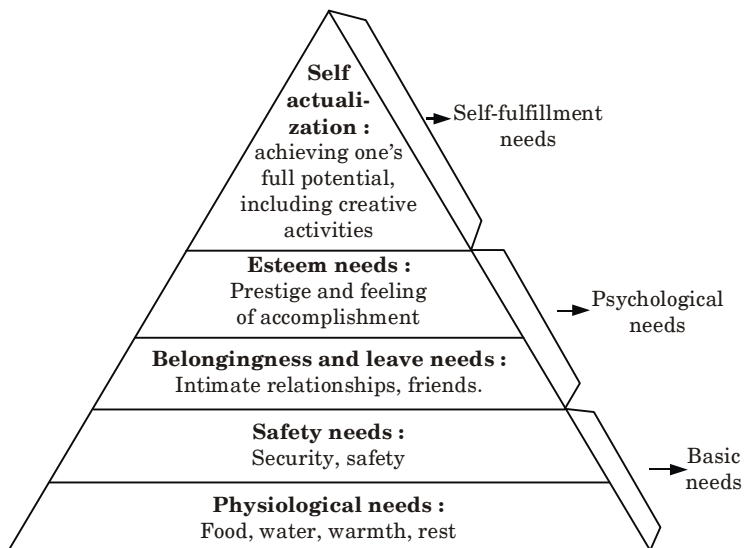 Self
actuali-
zation :
achieving one's
full potential,
including creative
activities
Self-fulfillment
needs
Esteem needs :
Prestige and feeling
of accomplishment
Psychological
needs
Belongingness and leave needs :
Intimate relationships, friends.
Safety needs :
Security, safety
Basic
needs
Physiological needs :
Food, water, warmth, rest